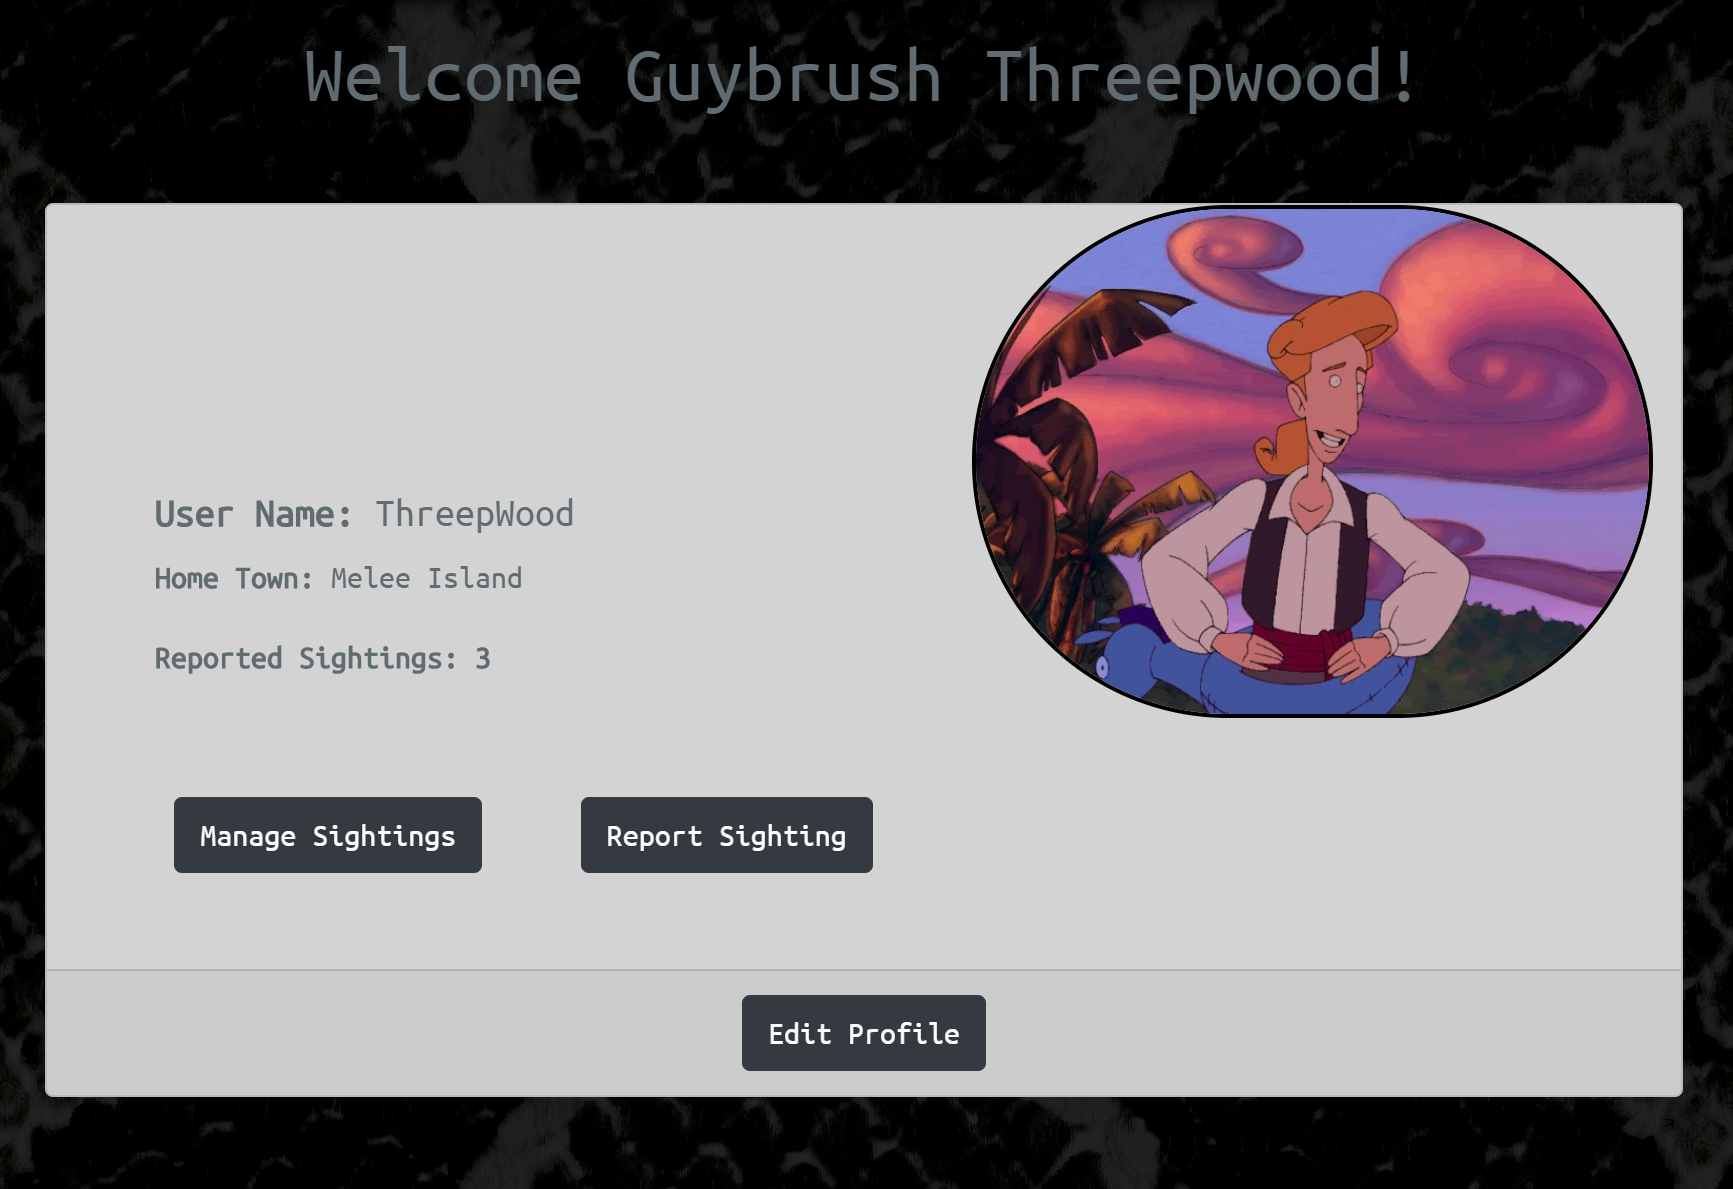 Welcome Guybrush Threepwood!
User Name: ThreepWood
Home Town: Melee Island
Reported Sightings: 3
Manage Sightings
Report Sighting
Edit Profile